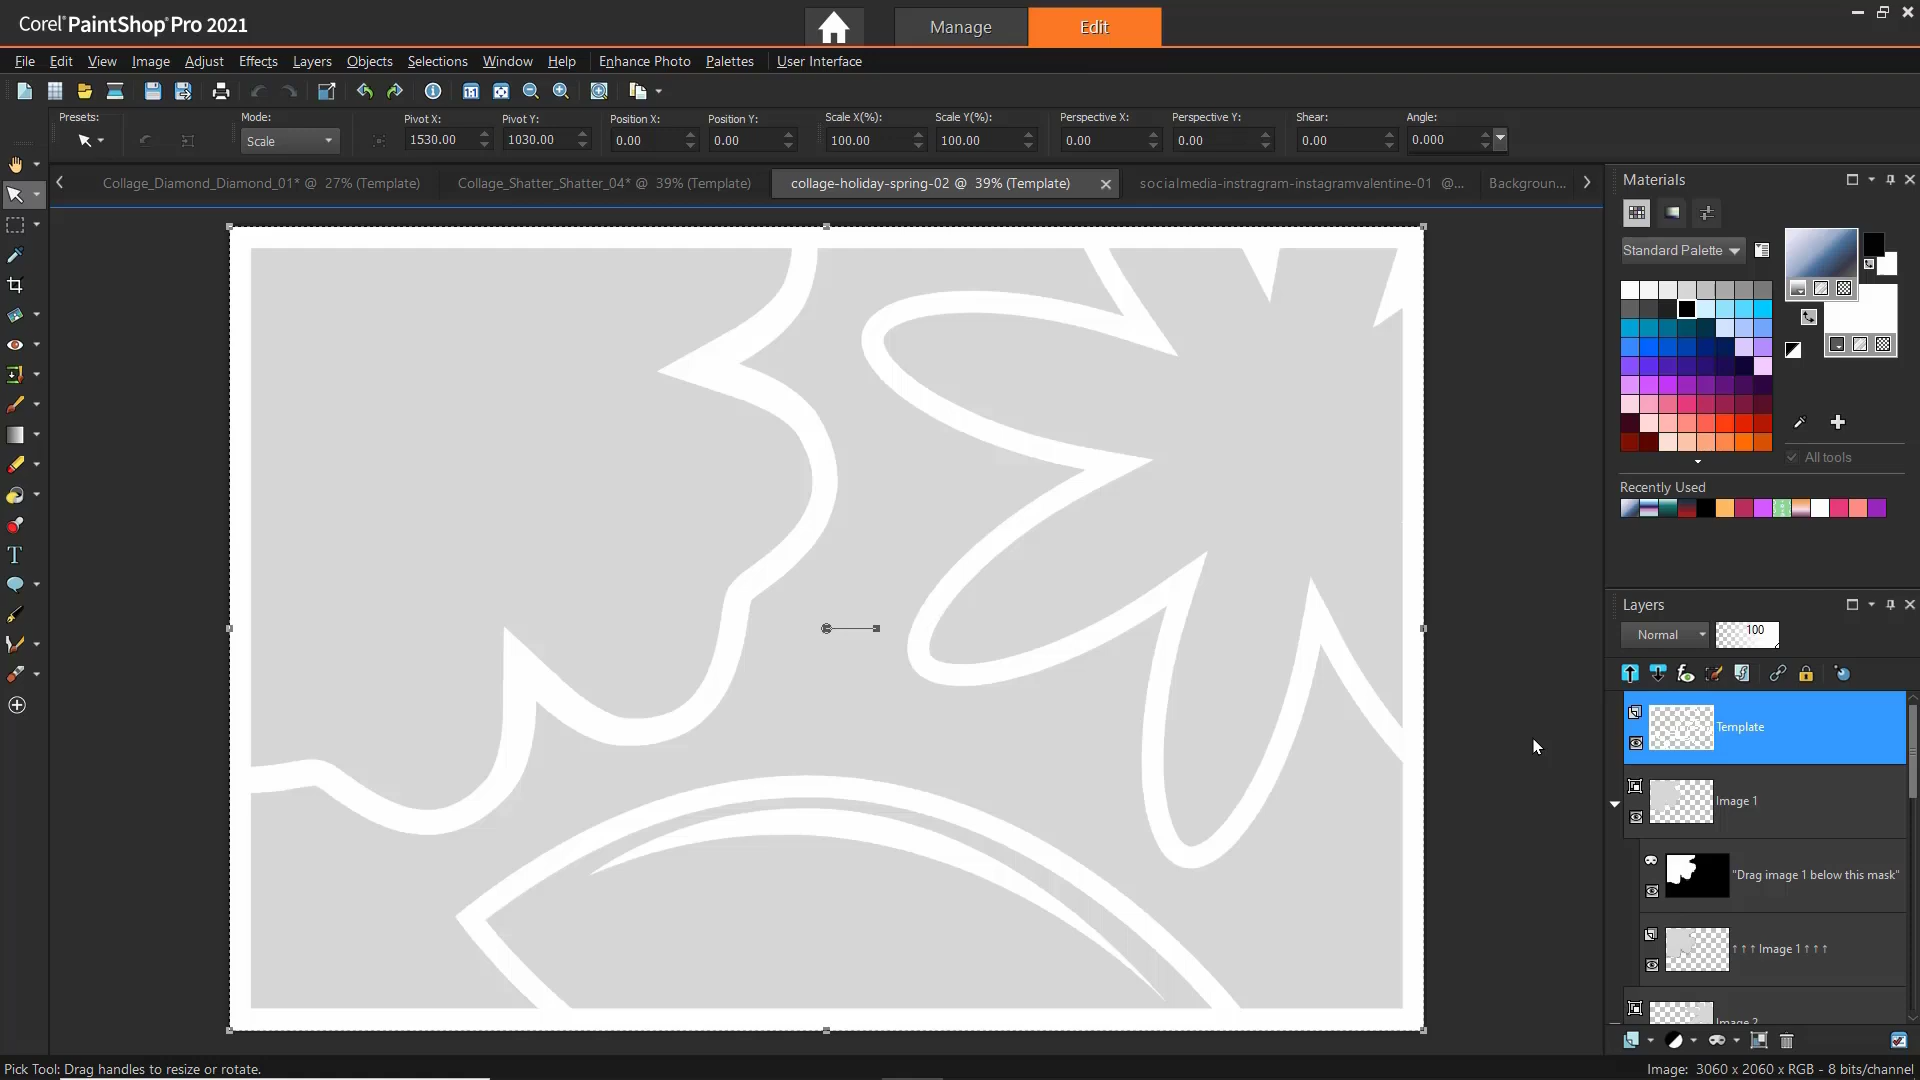 Corel® PaintShop® Pro 2021
Manage
Edit
File Edit View Image Adjust Effects Layers Objects Selections Window Help Enhance Photo Palettes User Interface
Presets:
Mode:
Scale
Pivot X:
1530.00
Pivot Y:
1030.00
Position X:
0.00
Position Y:
0.00
Scale X(%):
100.00
Scale Y(%):
100.00
Perspective X:
0.00
Perspective Y:
0.00
Shear:
0.00
Angle:
0.000
Collage_Diamond_Diamond_01* @ 27% (Template)
Collage_Shatter_Shatter_04* @ 39% (Template)
collage-holiday-spring-02 @ 39% (Template)
socialmedia-instragram-instagramvalentine-01 @...
Backgroun...
Materials
Standard Palette
All tools
Recently Used
Layers
Normal
100
Template
Image 1
"Drag image 1 below this mask"
↑ ↑ ↑ Image 1 ↑ ↑ ↑
Image 2
Pick Tool: Drag handles to resize or rotate.
Image: 3060 x 2060 x RGB - 8 bits/channel